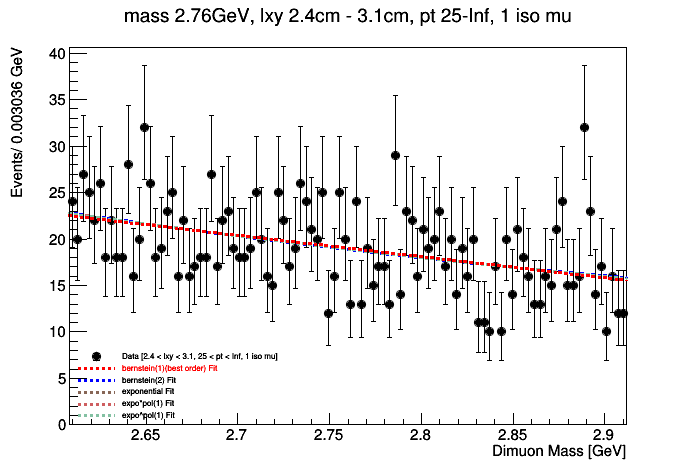 mass 2.76GeV, lxy 2.4cm - 3.1cm, pt 25-Inf, 1 iso mu
Events/ 0.003036 GeV
40
35
30
25
20
15
10
5
0
Data [2.4 < lxy < 3.1, 25 < pt < Inf, 1 iso mu]
bernstein(1)(best order) Fit
bernstein(2) Fit
exponential Fit
expo*pol(1) Fit
expo^pol(1) Fit
2.65 2.7 2.75 2.8 2.85 2.9
Dimuon Mass [GeV]